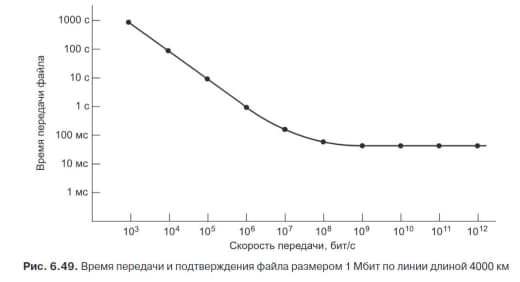 Время передачи файла
1000 с
100 с
10 с
1 с
100 мс
10 мс
1 мс
10³ 10⁴ 10⁵ 10⁶ 10⁷ 10⁸ 10⁹ 10¹⁰ 10¹¹ 10¹²
Скорость передачи, бит/с
Рис. 6.49. Время передачи и подтверждения файла размером 1 Мбит по линии длиной 4000 км